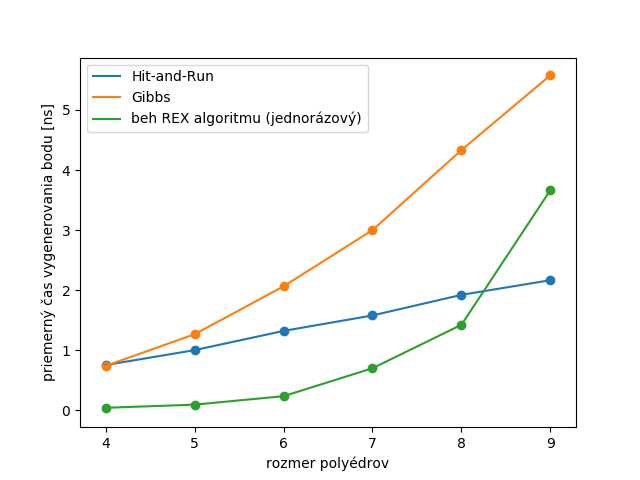 Hit-and-Run
Gibbs
beh REX algoritmu (jednorázový)
priemerný čas vygenerovania bodu [ns]
5
4
3
2
1
0
4 5 6 7 8 9
rozmer polyédrov